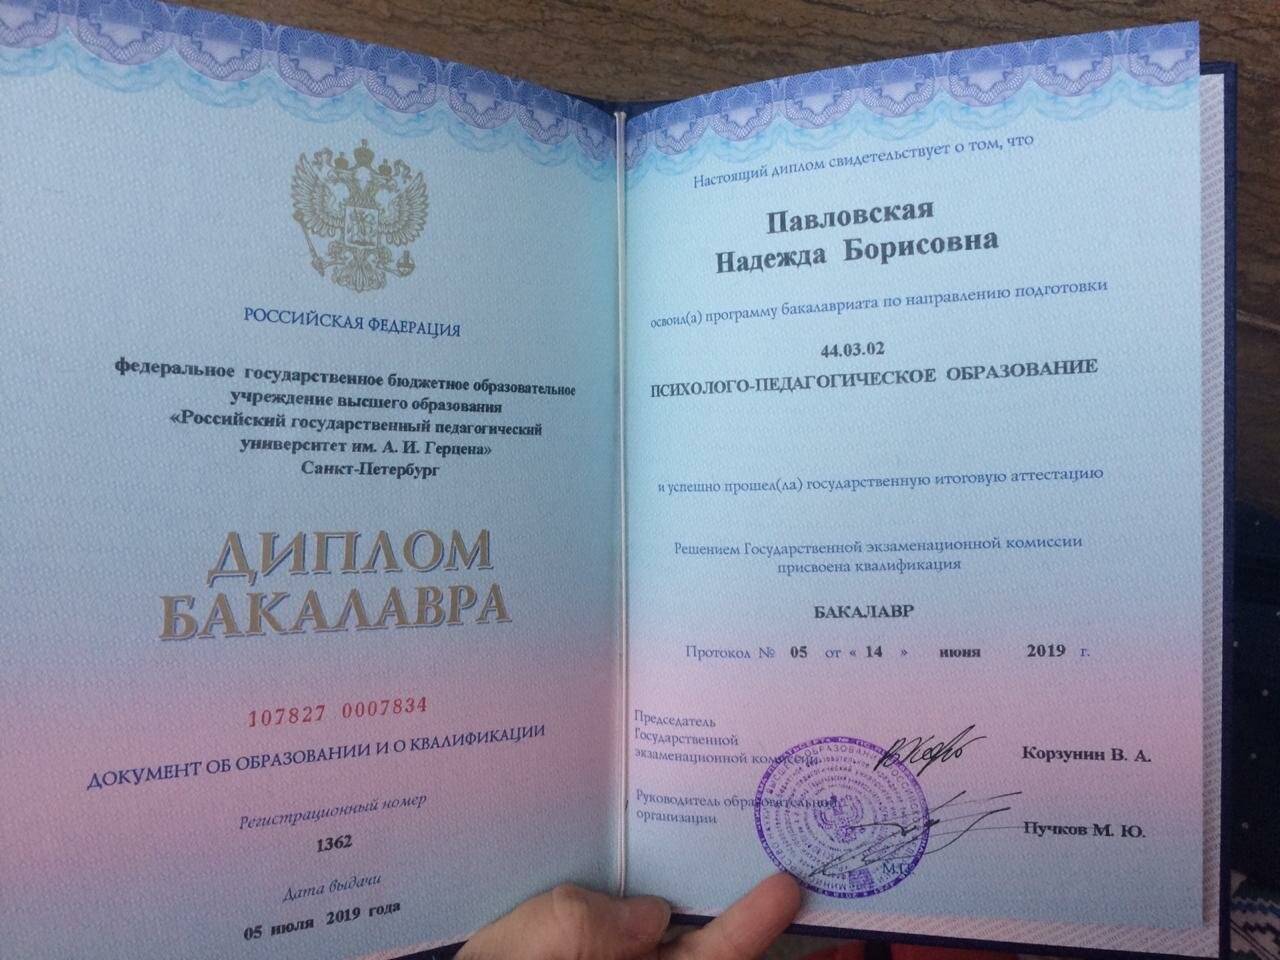 РОССИЙСКАЯ ФЕДЕРАЦИЯ
федеральное государственное бюджетное образовательное
учреждение высшего образования
«Российский государственный педагогический
университет им. А. И. Герцена»
Санкт-Петербург
ДИПЛОМ
БАКАЛАВРА
107827 0007834
ДОКУМЕНТ ОБ ОБРАЗОВАНИИ И О КВАЛИФИКАЦИИ
Регистрационный номер
1362
Дата выдачи
05 июля 2019 года
Настоящий диплом свидетельствует о том, что
Павловская
Надежда Борисовна
освоил(а) программу бакалавриата по направлению подготовки
44.03.02
ПСИХОЛОГО-ПЕДАГОГИЧЕСКОЕ ОБРАЗОВАНИЕ
и успешно прошел(ла) государственную итоговую аттестацию
Решением Государственной экзаменационной комиссии
присвоена квалификация
БАКАЛАВР
Протокол № 05 от « 14 » июня 2019 г.
Председатель
Государственной
экзаменационной комиссии
Корзунин В. А.
Руководитель образовательной
организации
Пучков М. Ю.
М.П.